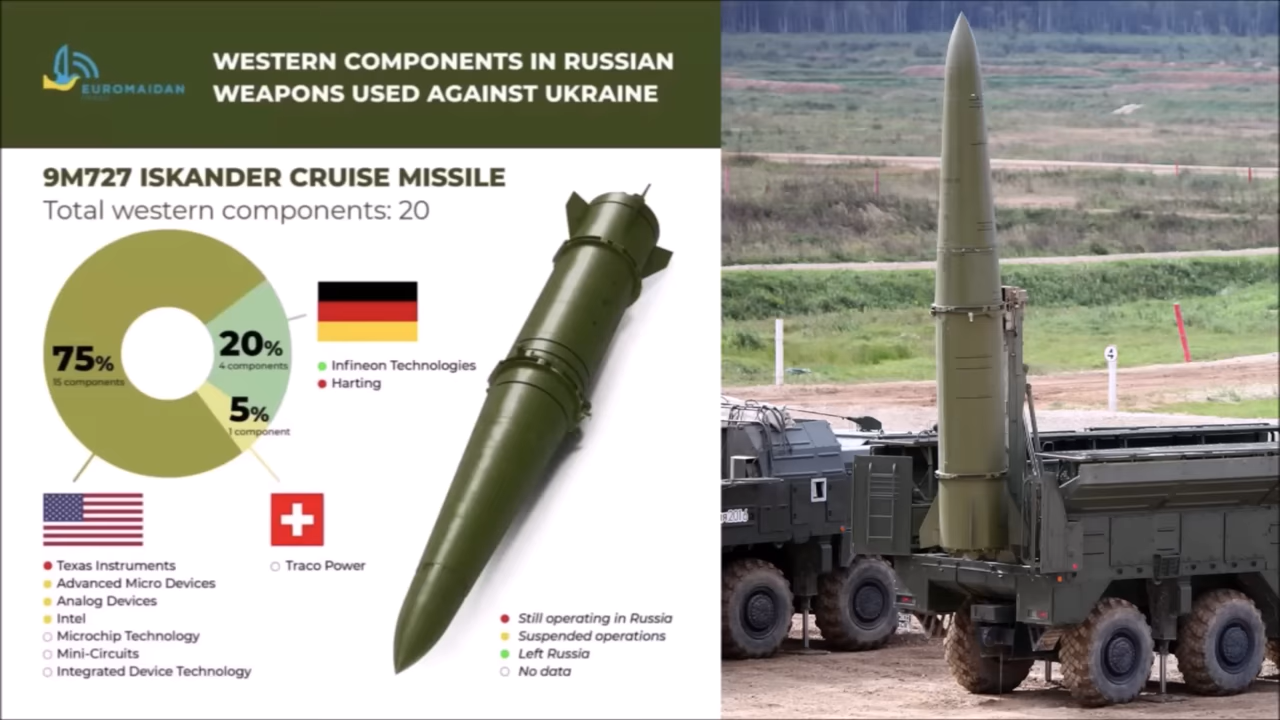 EUROMAIDAN
WESTERN COMPONENTS IN RUSSIAN
WEAPONS USED AGAINST UKRAINE
9M727 ISKANDER CRUISE MISSILE
Total western components: 20
75%
15 components
20%
4 components
5%
1 component
Infineon Technologies
Harting
Texas Instruments
Advanced Micro Devices
Analog Devices
Intel
Microchip Technology
Mini-Circuits
Integrated Device Technology
Traco Power
Still operating in Russia
Suspended operations
Left Russia
No data
4